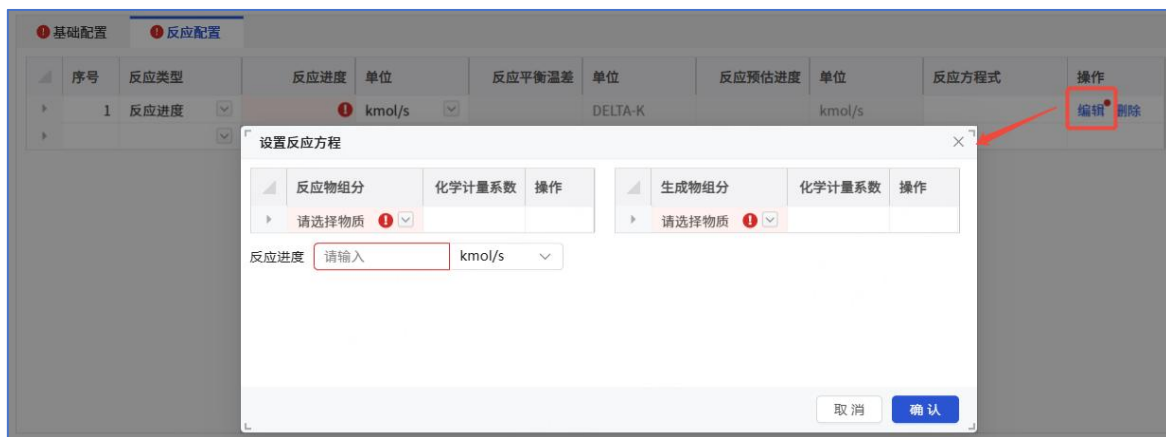 基础配置 反应配置
序号 反应类型 反应进度 单位 反应平衡温差 单位 反应预估进度 单位 反应方程式 操作
1 反应进度 kmol/s DELTA-K kmol/s 编辑 删除
设置反应方程
反应物组分 化学计量系数 操作 生成物组分 化学计量系数 操作
请选择物质 请选择物质
反应进度 请输入 kmol/s
取消 确认